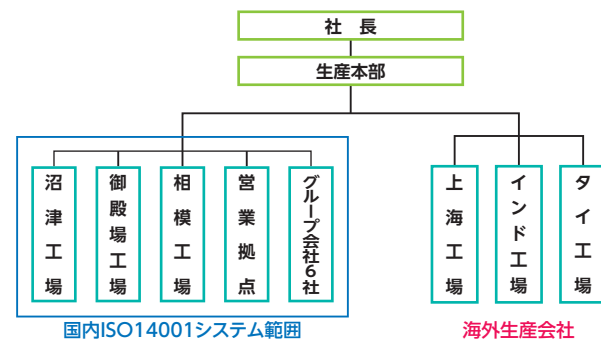 社長
生産本部
沼津工場
御殿場工場
相模工場
営業拠点
グループ会社6社
上海工場
インド工場
タイ工場
国内ISO14001システム範囲
海外生産会社